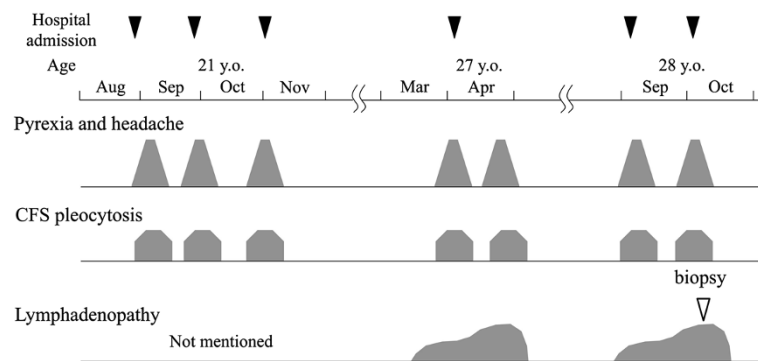 Hospital
admission
Age 21 y.o. 27 y.o. 28 y.o.
Aug Sep Oct Nov Mar Apr Sep Oct
Pyrexia and headache
CFS pleocytosis
biopsy
Lymphadenopathy
Not mentioned